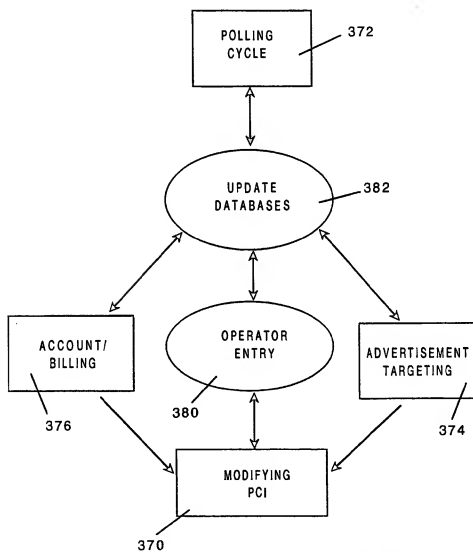 POLLING
CYCLE
372
UPDATE
DATABASES
382
ACCOUNT/
BILLING
376
OPERATOR
ENTRY
380
ADVERTISEMENT
TARGETING
374
MODIFYING
PCI
370